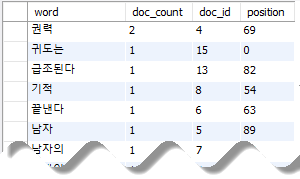 word doc_count doc_id position
권력 2 4 69
귀도는 1 15 0
급조된다 1 13 82
기적 1 8 54
끝낸다 1 6 63
남자 1 5 89
남자의 1 7